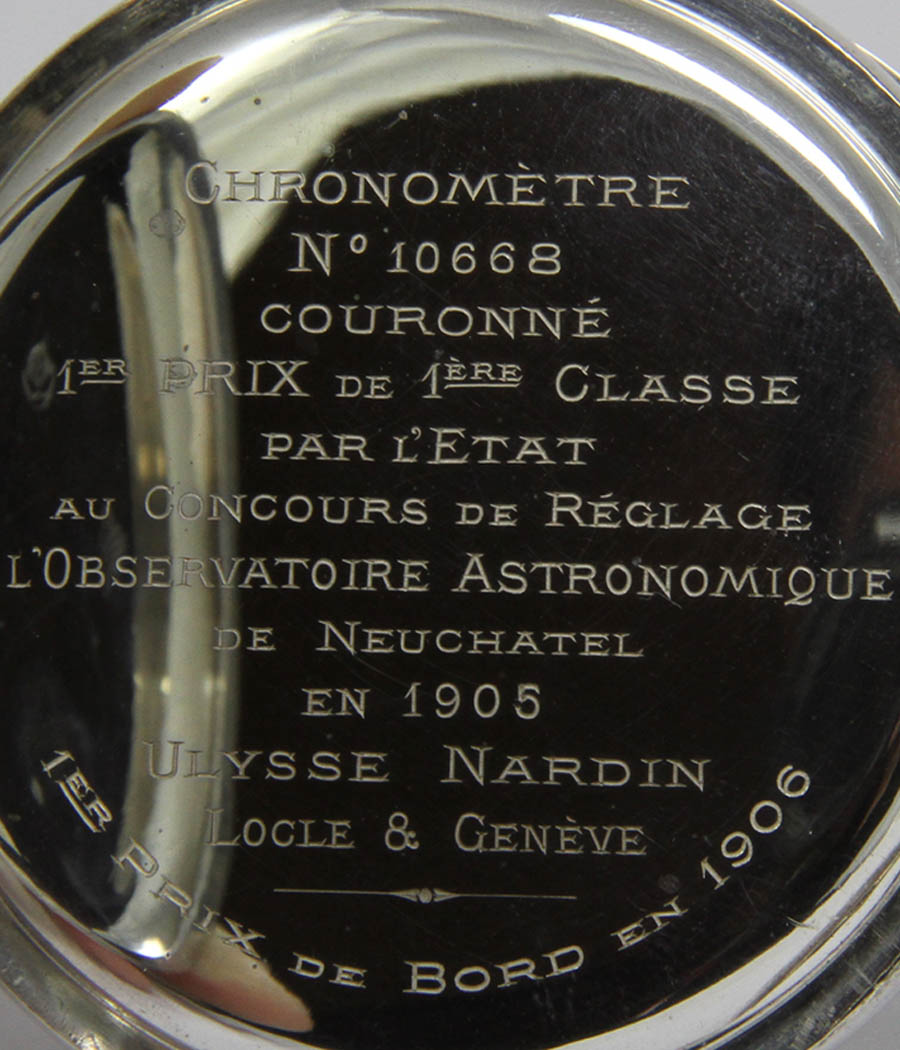 CHRONOMÈTRE
Nº 10668
COURONNÉ
1ER PRIX DE 1ÈRE CLASSE
PAR L'ETAT
AU CONCOURS DE RÉGLAGE
L'OBSERVATOIRE ASTRONOMIQUE
DE NEUCHATEL
EN 1905
ULYSSE NARDIN
LOCLE & GENÈVE
1ER PRIX DE BORD EN 1906